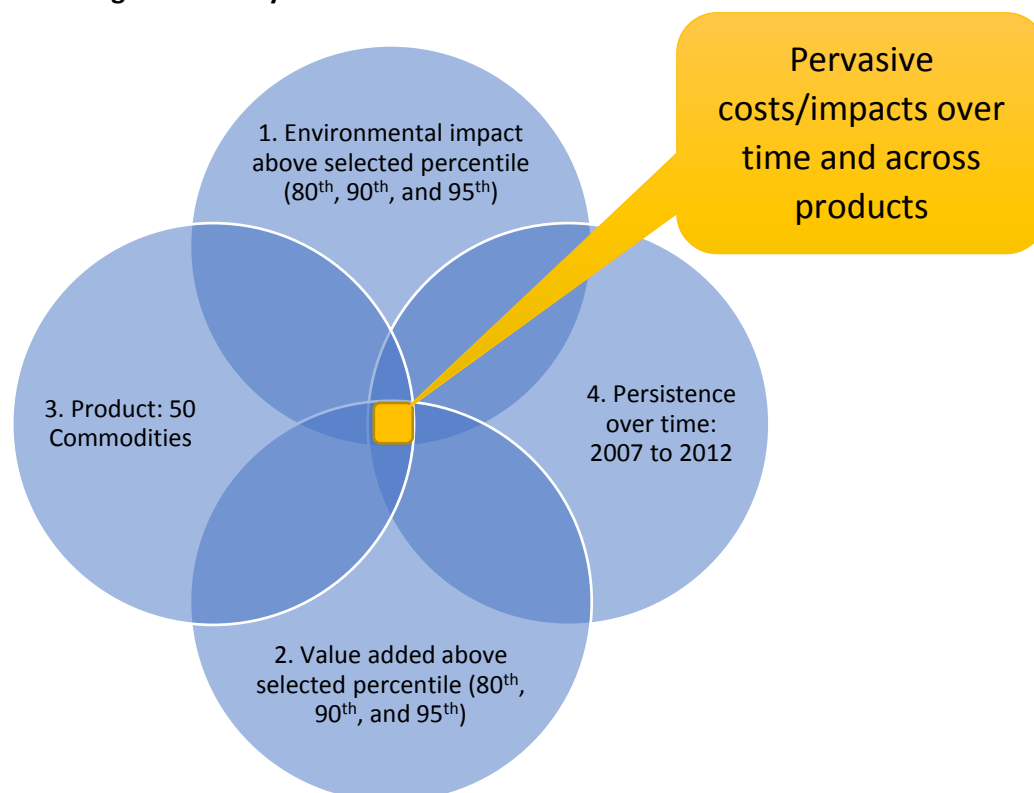 Pervasive
costs/impacts over
time and across
products
1. Environmental impact
above selected percentile
(80th, 90th, and 95th)
3. Product: 50
Commodities
4. Persistence
over time:
2007 to 2012
2. Value added above
selected percentile (80th,
90th, and 95th)